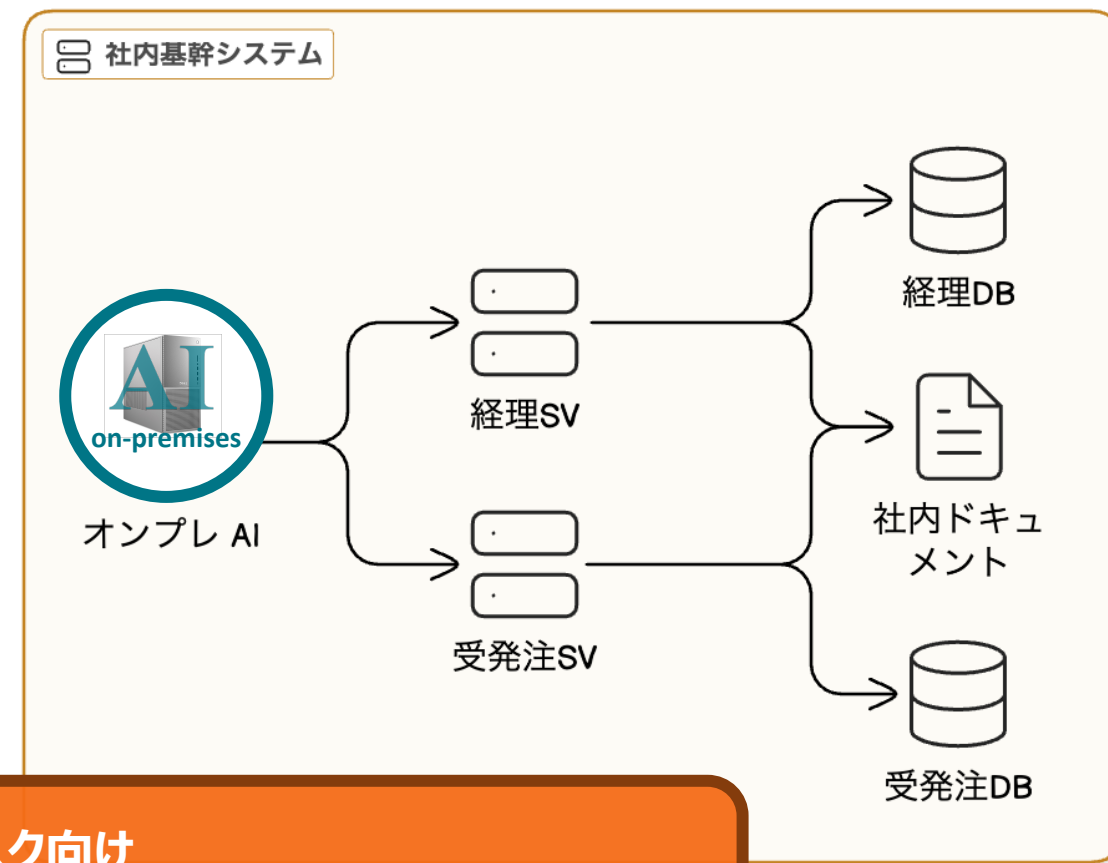 社内基幹システム
経理DB
AI
on-premises
経理SV
オンプレ AI
社内ドキュ
メント
受発注SV
受発注DB
ク向け